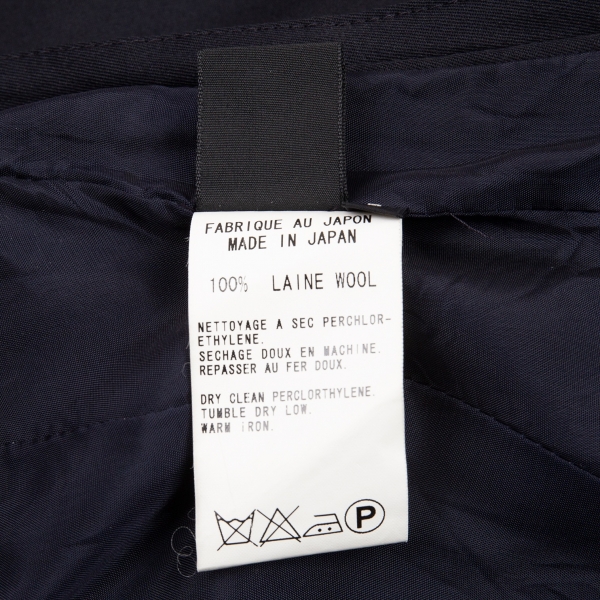 FABRIQUE AU JAPON
MADE IN JAPAN
100% LAINE WOOL
NETTOYAGE A SEC PERCHLOR-
ETHYLENE.
SECHAGE DOUX EN MACHINE.
REPASSER AU FER DOUX.
DRY CLEAN PERCLORTHYLENE.
TUMBLE DRY LOW.
WARM IRON.
P